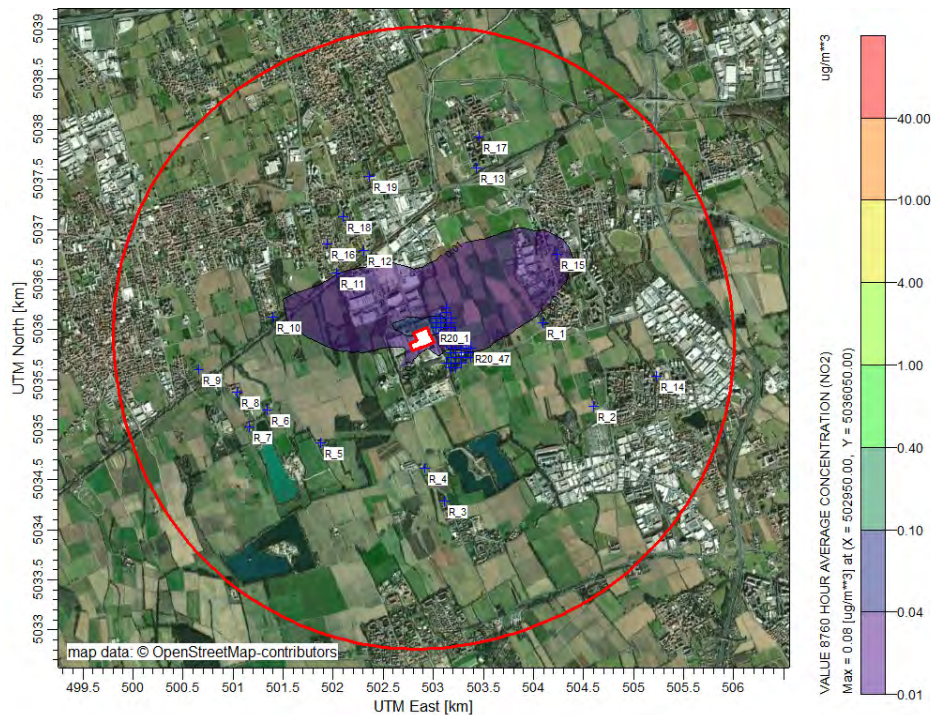 5039
5038.5
5038
5037.5
5037
5036.5
5036
5035.5
5035
5034.5
5034
5033.5
5033
UTM North [km]
R_17
R_13
R_19
R_18
R_16
R_12
R_11
R_15
R_10
R_1
R20_1
R20_47
R_9
R_14
R_8
R_6
R_2
R_7
R_5
R_4
R_3
map data: © OpenStreetMap-contributors
499.5
500
500.5
501
501.5
502
502.5
503
503.5
504
504.5
505
505.5
506
506.5
UTM East [km]
VALUE 8760 HOUR AVERAGE CONCENTRATION (NO2) ug/m**3
Max = 0.08 [ug/m**3] at (X = 502950.00, Y = 5036050.00)
40.00
10.00
4.00
1.00
0.40
0.10
0.04
0.01